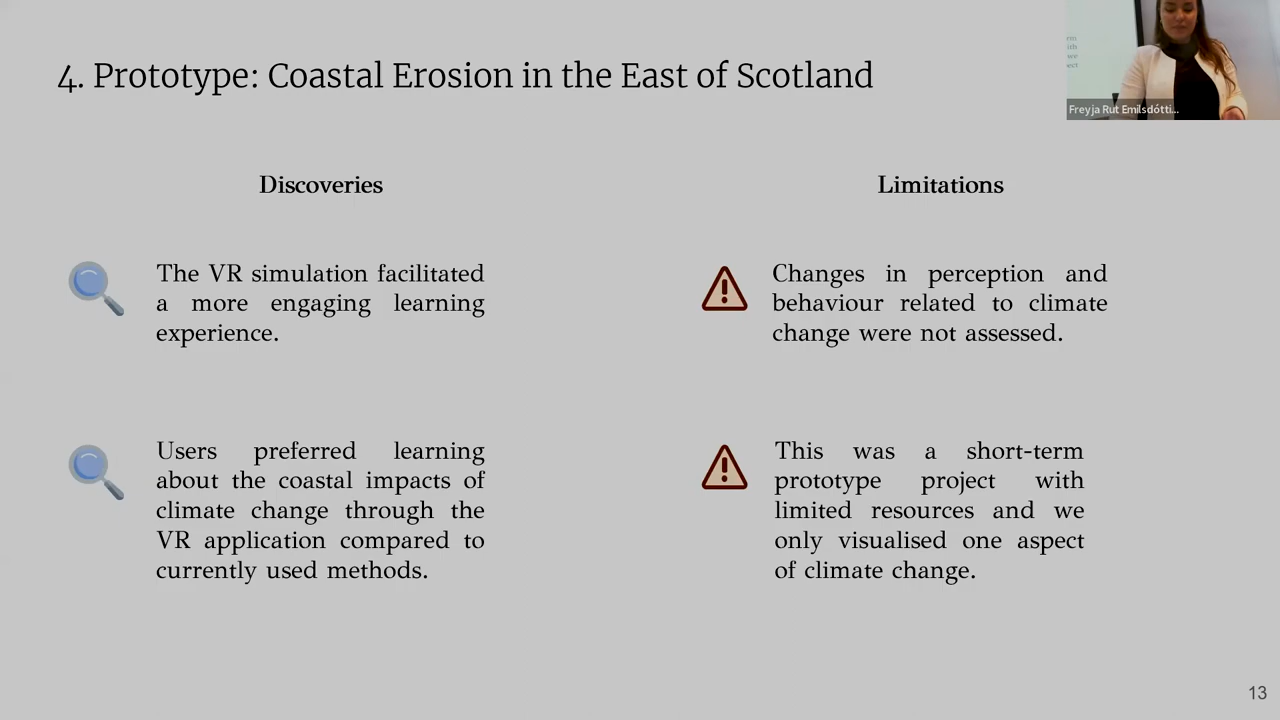 4. Prototype: Coastal Erosion in the East of Scotland
Freyja Rut Emilsdótti...
Discoveries
The VR simulation facilitated
a more engaging learning
experience.
Users preferred learning
about the coastal impacts of
climate change through the
VR application compared to
currently used methods.
Limitations
Changes in perception and
behaviour related to climate
change were not assessed.
This was a short-term
prototype project with
limited resources and we
only visualised one aspect
of climate change.
13